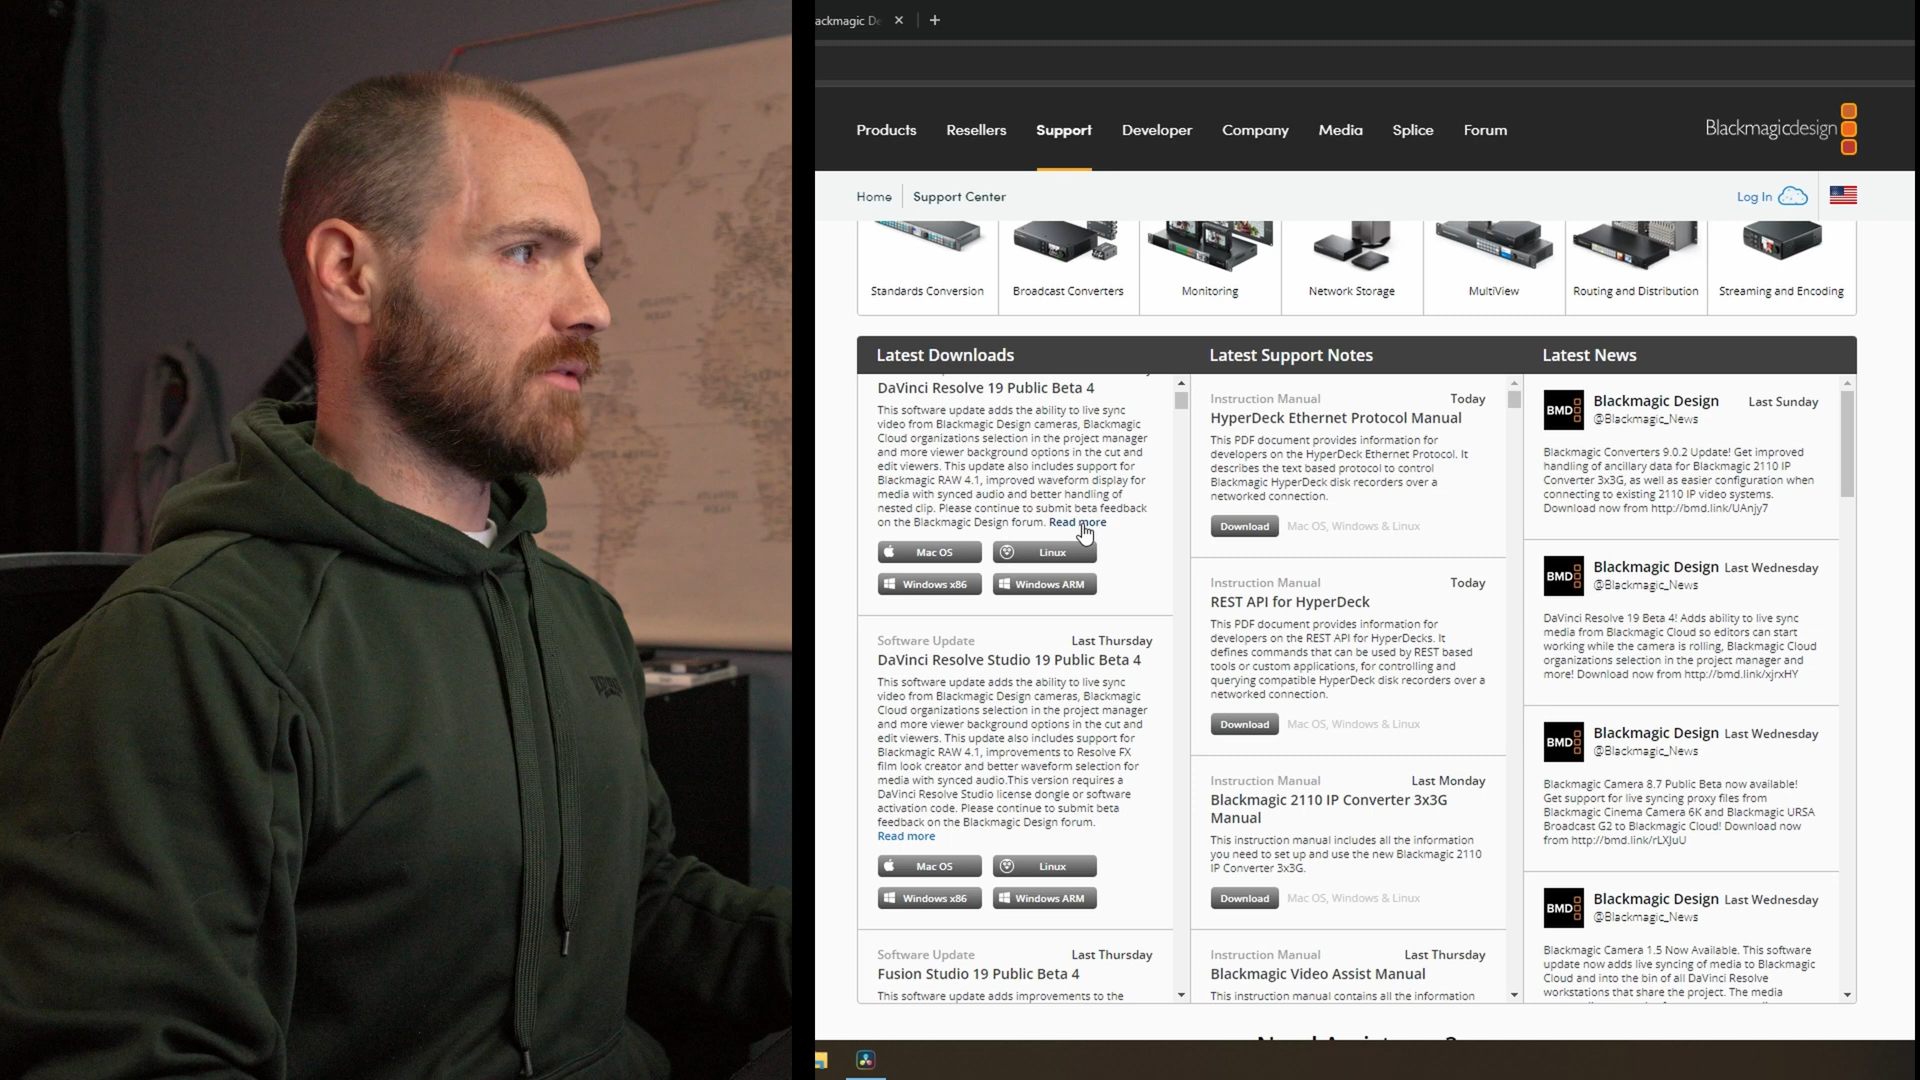 ackmagic De
Products Resellers Support Developer Company Media Splice Forum
Blackmagicdesign
Home Support Center
Log In
Standards Conversion
Broadcast Converters
Monitoring
Network Storage
MultiView
Routing and Distribution
Streaming and Encoding
Latest Downloads
DaVinci Resolve 19 Public Beta 4
This software update adds the ability to live sync
video from Blackmagic Design cameras, Blackmagic
Cloud organizations selection in the project manager
and more viewer background options in the cut and
edit viewers. This update also includes support for
Blackmagic RAW 4.1, improved waveform display for
media with synced audio and better handling of
nested clip. Please continue to submit beta feedback
on the Blackmagic Design forum. Read more
Mac OS Linux
Windows x86 Windows ARM
Software Update Last Thursday
DaVinci Resolve Studio 19 Public Beta 4
This software update adds the ability to live sync
video from Blackmagic Design cameras, Blackmagic
Cloud organizations selection in the project manager
and more viewer background options in the cut and
edit viewers. This update also includes support for
Blackmagic RAW 4.1, improvements to Resolve FX
film look creator and better waveform selection for
media with synced audio.This version requires a
DaVinci Resolve Studio license dongle or software
activation code. Please continue to submit beta
feedback on the Blackmagic Design forum.
Read more
Mac OS Linux
Windows x86 Windows ARM
Software Update Last Thursday
Fusion Studio 19 Public Beta 4
This software update adds improvements to the
Latest Support Notes
Instruction Manual Today
HyperDeck Ethernet Protocol Manual
This PDF document provides information for
developers on the HyperDeck Ethernet Protocol. It
describes the text based protocol to control
Blackmagic HyperDeck disk recorders over a
networked connection.
Download Mac OS, Windows & Linux
Instruction Manual Today
REST API for HyperDeck
This PDF document provides information for
developers on the REST API for HyperDecks. It
defines commands that can be used by REST based
tools or custom applications, for controlling and
querying compatible HyperDeck disk recorders over a
networked connection.
Download Mac OS, Windows & Linux
Instruction Manual Last Monday
Blackmagic 2110 IP Converter 3x3G
Manual
This instruction manual includes all the information
you need to set up and use the new Blackmagic 2110
IP Converter 3x3G.
Download Mac OS, Windows & Linux
Instruction Manual Last Thursday
Blackmagic Video Assist Manual
This instruction manual contains all the information
Latest News
BMD Blackmagic Design Last Sunday
@Blackmagic_News
Blackmagic Converters 9.0.2 Update! Get improved
handling of ancillary data for Blackmagic 2110 IP
Converter 3x3G, as well as easier configuration when
connecting to existing 2110 IP video systems.
Download now from http://bmd.link/UAnjy7
BMD Blackmagic Design Last Wednesday
@Blackmagic_News
DaVinci Resolve 19 Beta 4! Adds ability to live sync
media from Blackmagic Cloud so editors can start
working while the camera is rolling, Blackmagic Cloud
organizations selection in the project manager and
more! Download now from http://bmd.link/xjrxHY
BMD Blackmagic Design Last Wednesday
@Blackmagic_News
Blackmagic Camera 8.7 Public Beta now available!
Get support for live syncing proxy files from
Blackmagic Cinema Camera 6K and Blackmagic URSA
Broadcast G2 to Blackmagic Cloud! Download now
from http://bmd.link/rLXJuU
BMD Blackmagic Design Last Wednesday
@Blackmagic_News
Blackmagic Camera 1.5 Now Available. This software
update now adds live syncing of media to Blackmagic
Cloud and into the bin of all DaVinci Resolve
workstations that share the project. The media